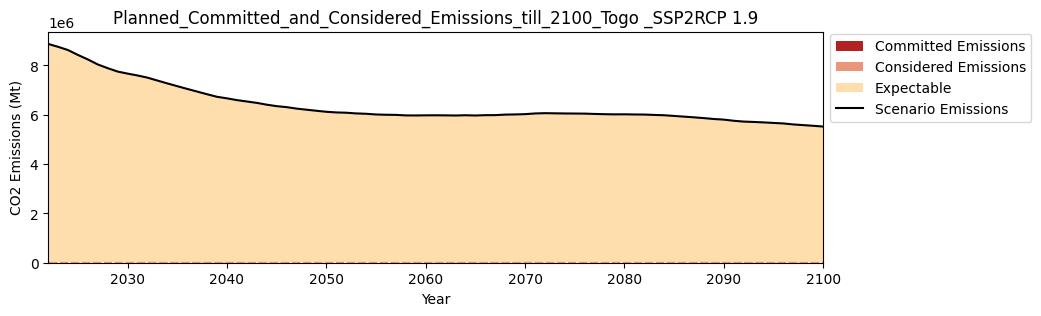 Planned_Committed_and_Considered_Emissions_till_2100_Togo _SSP2RCP 1.9
1e6
8
6
4
2
0
CO2 Emissions (Mt)
2030 2040 2050 2060 2070 2080 2090 2100
Year
Committed Emissions
Considered Emissions
Expectable
Scenario Emissions